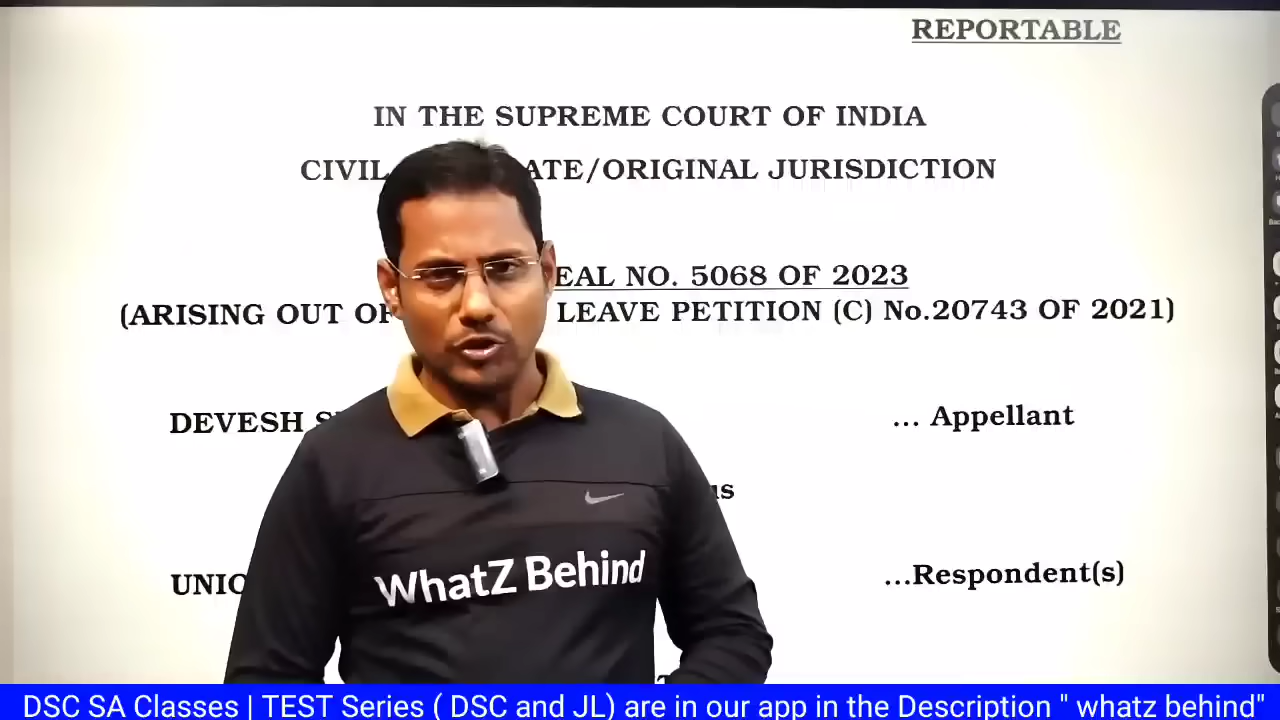 REPORTABLE
IN THE SUPREME COURT OF INDIA
CIVIL ATE/ORIGINAL JURISDICTION
EAL NO. 5068 OF 2023
(ARISING OUT OF LEAVE PETITION (C) No.20743 OF 2021)
DEVESH S ... Appellant
us
UNIO ...Respondent(s)
WhatZ Behind
DSC SA Classes | TEST Series ( DSC and JL) are in our app in the Description " whatz behind"